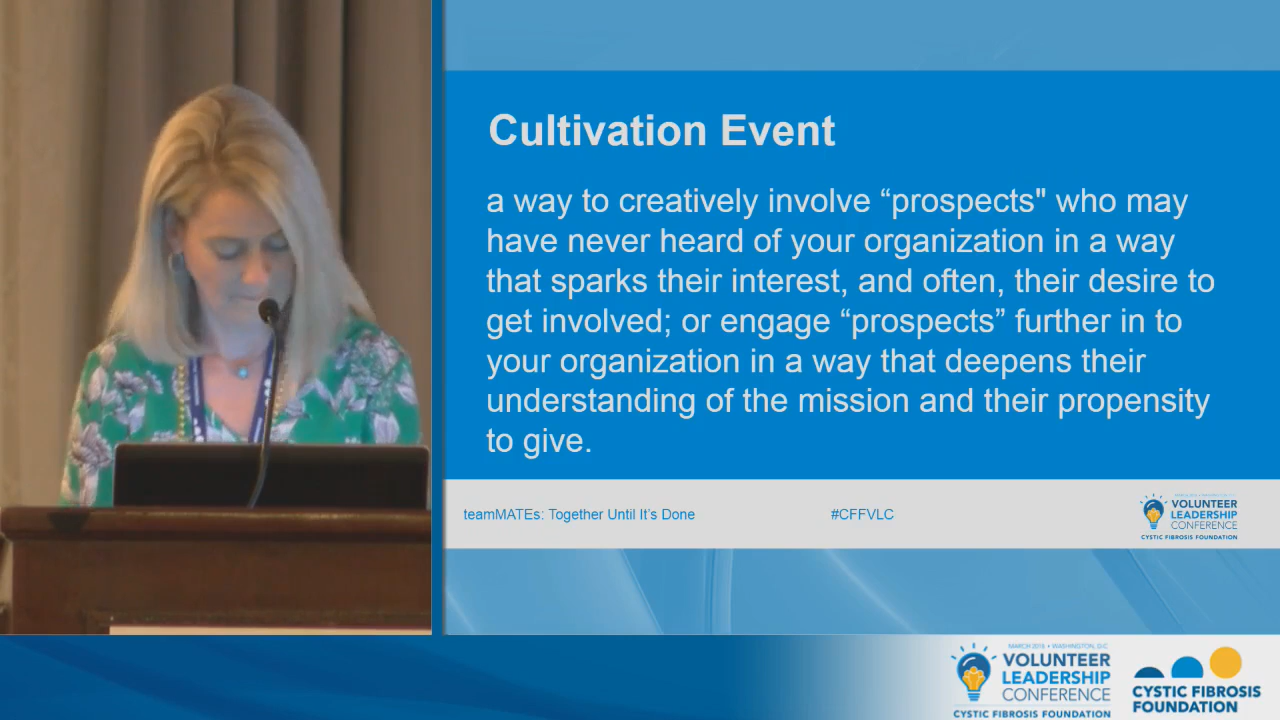 Cultivation Event
a way to creatively involve “prospects" who may
have never heard of your organization in a way
that sparks their interest, and often, their desire to
get involved; or engage “prospects” further in to
your organization in a way that deepens their
understanding of the mission and their propensity
to give.
teamMATEs: Together Until It’s Done
#CFFVLC
VOLUNTEER
LEADERSHIP
CONFERENCE
CYSTIC FIBROSIS FOUNDATION
MARCH 2019 • WASHINGTON, D.C.
VOLUNTEER
LEADERSHIP
CONFERENCE
CYSTIC FIBROSIS FOUNDATION
CYSTIC FIBROSIS
FOUNDATION